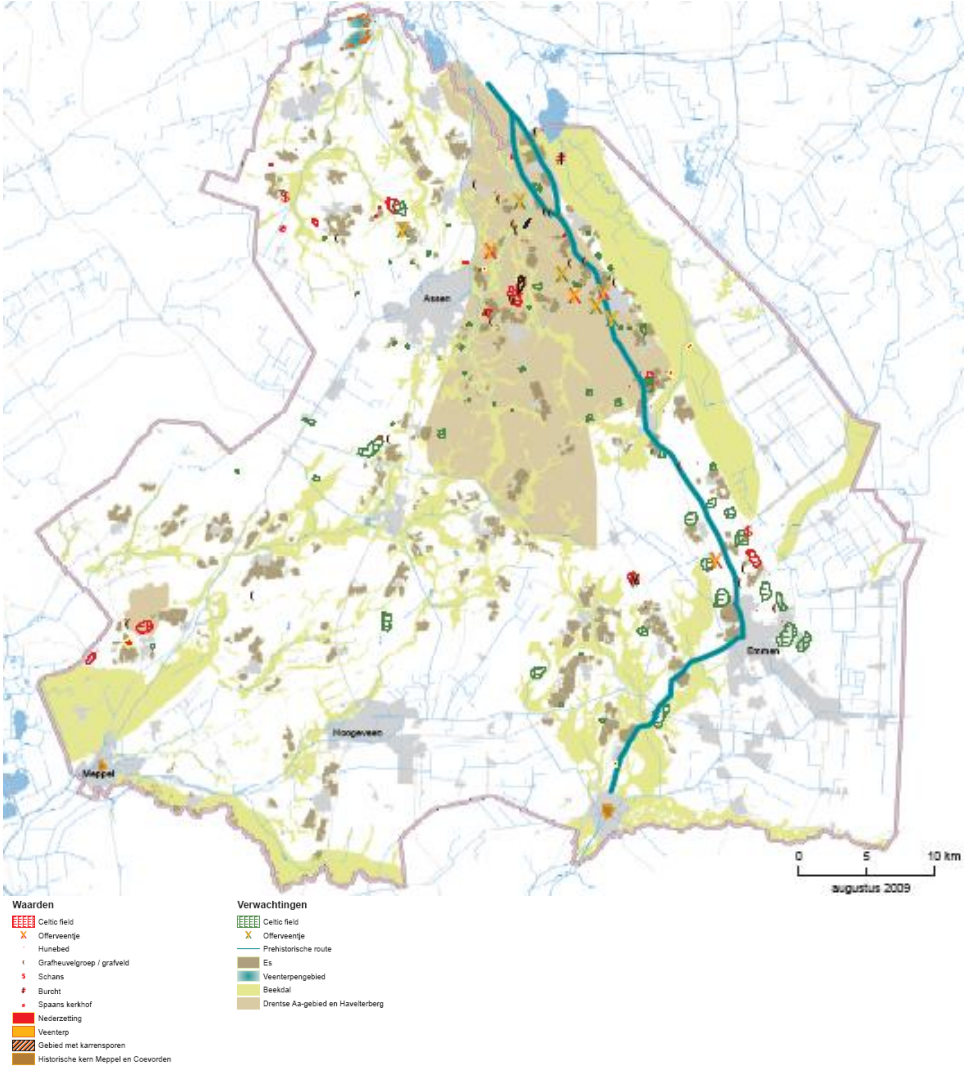 Assen
Emmen
Hoogeveen
Meppel
0 5 10 km
augustus 2009
Waarden
Celtic field
Offerveentje
Hunebed
Grafheuvelgroep / grafveld
Schans
Burcht
Spaans kerkhof
Nederzetting
Veenterp
Gebied met karrensporen
Historische kern Meppel en Coevorden
Verwachtingen
Celtic field
Offerveentje
Prehistorische route
Es
Veenterpengebied
Beekdal
Drentse Aa-gebied en Havelterberg